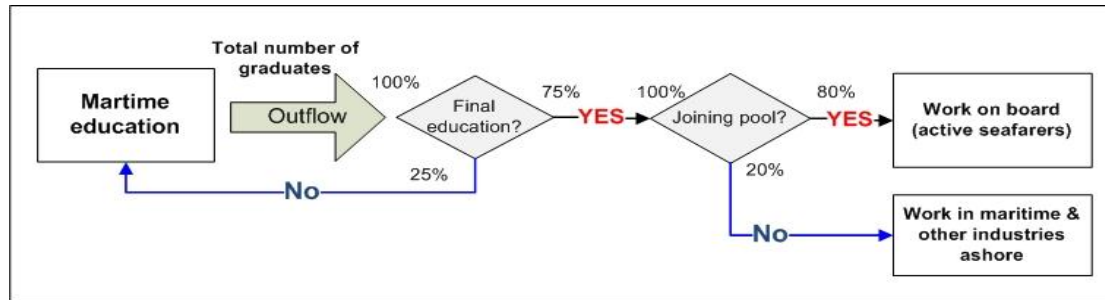 Total number of
graduates
Martime
education
Outflow
100%
Final
education?
75%
YES
25%
No
100%
Joining pool?
80%
YES
20%
No
Work on board
(active seafarers)
Work in maritime &
other industries
ashore